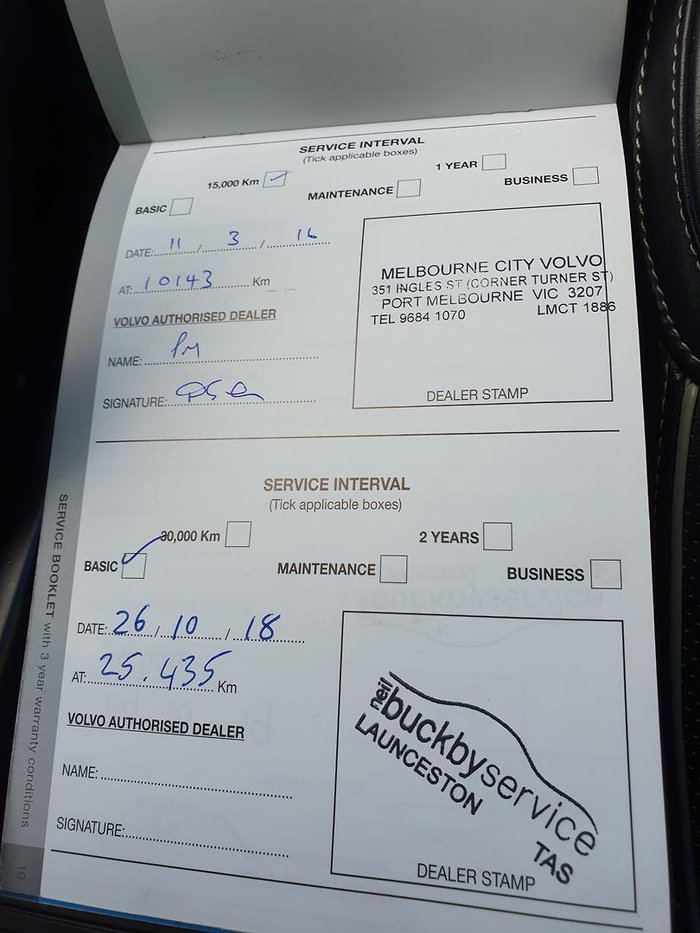 SERVICE INTERVAL
(Tick applicable boxes)
15,000 Km 1 YEAR
BASIC MAINTENANCE BUSINESS
DATE: 11 / 3 / 16
AT: 10143 Km
VOLVO AUTHORISED DEALER
NAME:
SIGNATURE:
MELBOURNE CITY VOLVO
351 INGLES ST (CORNER TURNER ST)
PORT MELBOURNE VIC 3207
TEL 9684 1070 LMCT 1886
DEALER STAMP
SERVICE INTERVAL
(Tick applicable boxes)
30,000 Km 2 YEARS
BASIC MAINTENANCE BUSINESS
DATE: 26 / 10 / 18
AT: 25.435 Km
VOLVO AUTHORISED DEALER
NAME:
SIGNATURE:
neil buckbyservice
LAUNCESTON TAS
DEALER STAMP
SERVICE BOOKLET with 3 year warranty conditions
19